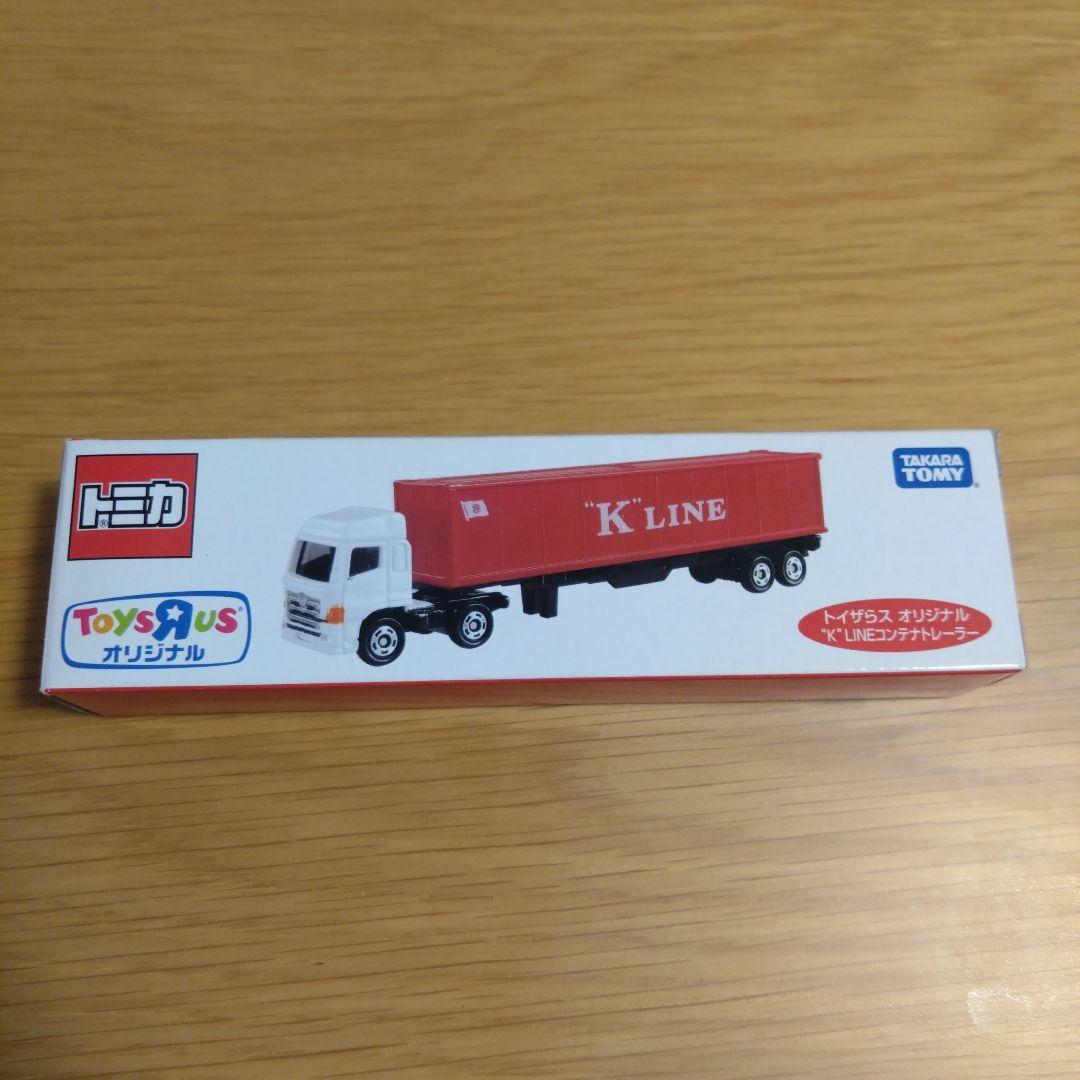 トミカ®
TOYSЯUS®
オリジナル
"K" LINE
TAKARA
TOMY
トイザらス オリジナル
"K" LINEコンテナトレーラー